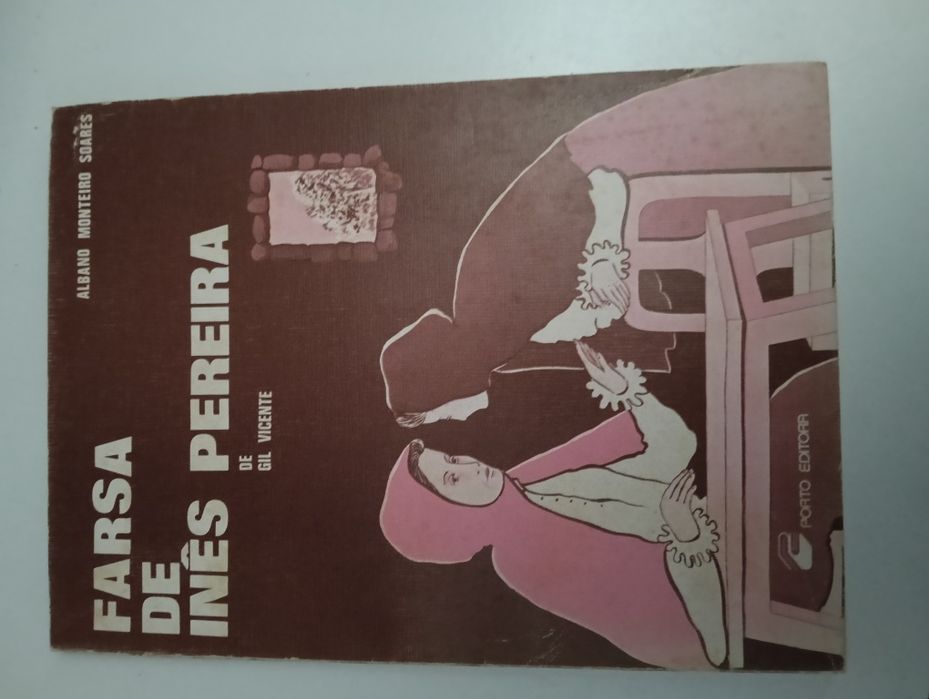 ALBANO MONTEIRO SOARES
FARSA
DE
INÊS PEREIRA
DE
GIL VICENTE
PORTO EDITORA